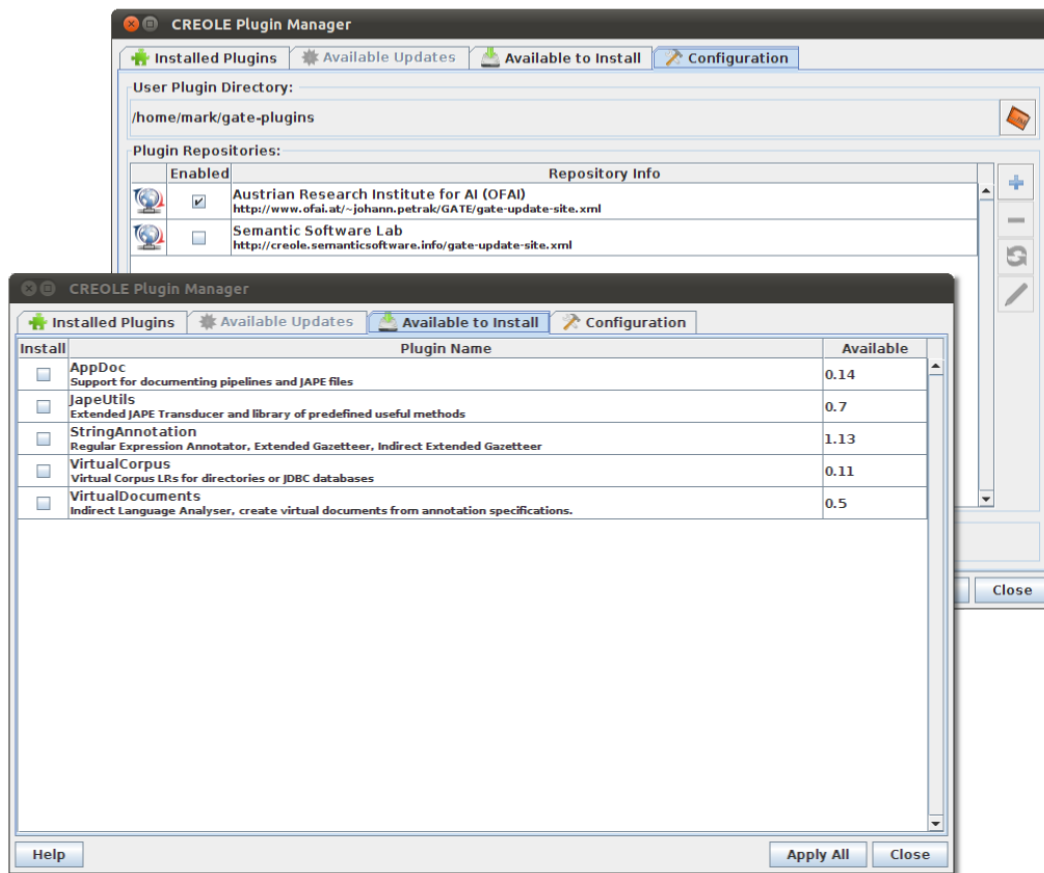 CREOLE Plugin Manager
Installed Plugins Available Updates Available to Install Configuration
User Plugin Directory:
/home/mark/gate-plugins
Plugin Repositories:
Enabled Repository Info
Austrian Research Institute for AI (OFAI)
http://www.ofai.at/~johann.petrak/GATE/gate-update-site.xml
Semantic Software Lab
http://creole.semanticsoftware.info/gate-update-site.xml
Close
CREOLE Plugin Manager
Installed Plugins Available Updates Available to Install Configuration
Install Plugin Name Available
AppDoc
Support for documenting pipelines and JAPE files
0.14
JapeUtils
Extended JAPE Transducer and library of predefined useful methods
0.7
StringAnnotation
Regular Expression Annotator, Extended Gazetteer, Indirect Extended Gazetteer
1.13
VirtualCorpus
Virtual Corpus LRs for directories or JDBC databases
0.11
VirtualDocuments
Indirect Language Analyser, create virtual documents from annotation specifications.
0.5
Help Apply All Close